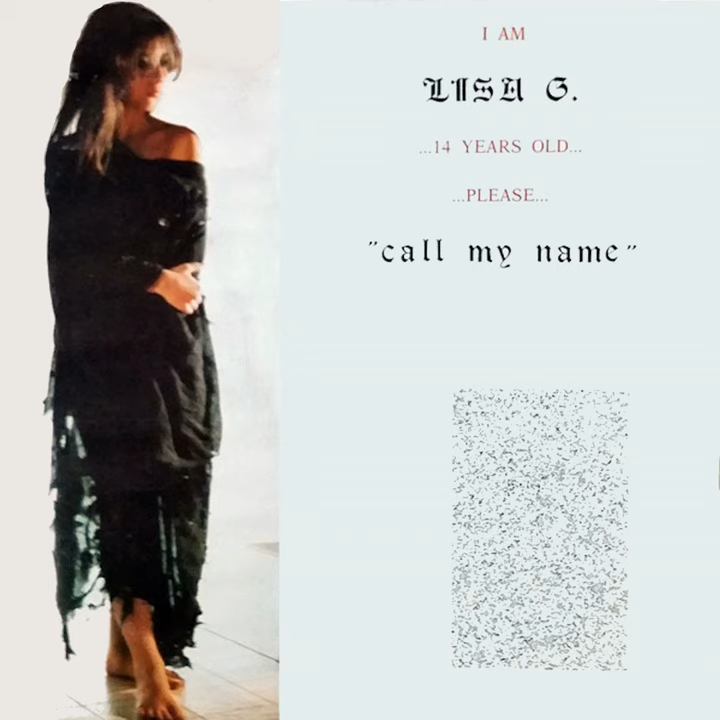 I AM
LISA G.
...14 YEARS OLD...
...PLEASE...
"call my name"